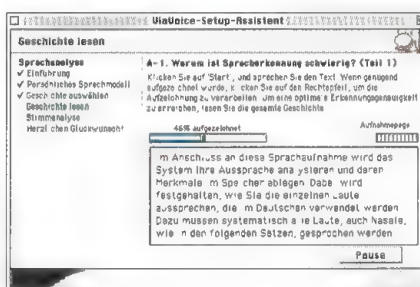 ViaVoice-Setup-Assistent
Geschichte lesen
Sprachanalyse
✓ Einführung
✓ Persönliches Sprachmodell
✓ Geschichte auswählen
Geschichte lesen
Stimmanalyse
Herzlichen Glückwunsch!
A-1. Warum ist Spracherkennung schwierig? (Teil 1)
Klicken Sie auf 'Start', und sprechen Sie den Text. Wenn genügend
aufgezeichnet wurde, klicken Sie auf den Rechtspfeil, um die
Aufzeichnung zu verarbeiten. Um eine optimale Erkennungsgenauigkeit
zu erreichen, lesen Sie die gesamte Geschichte
46% aufgezeichnet
Aufnahmepegel
Im Anschluss an diese Sprachaufnahme wird das
System Ihre Aussprache analysieren und deren
Merkmale im Speicher ablegen. Dabei wird
festgehalten, wie Sie die einzelnen Laute
aussprechen, die im Deutschen verwendet werden
Dazu müssen systematisch alle Laute, auch Nasale,
wie in den folgenden Sätzen, gesprochen werden
Pause